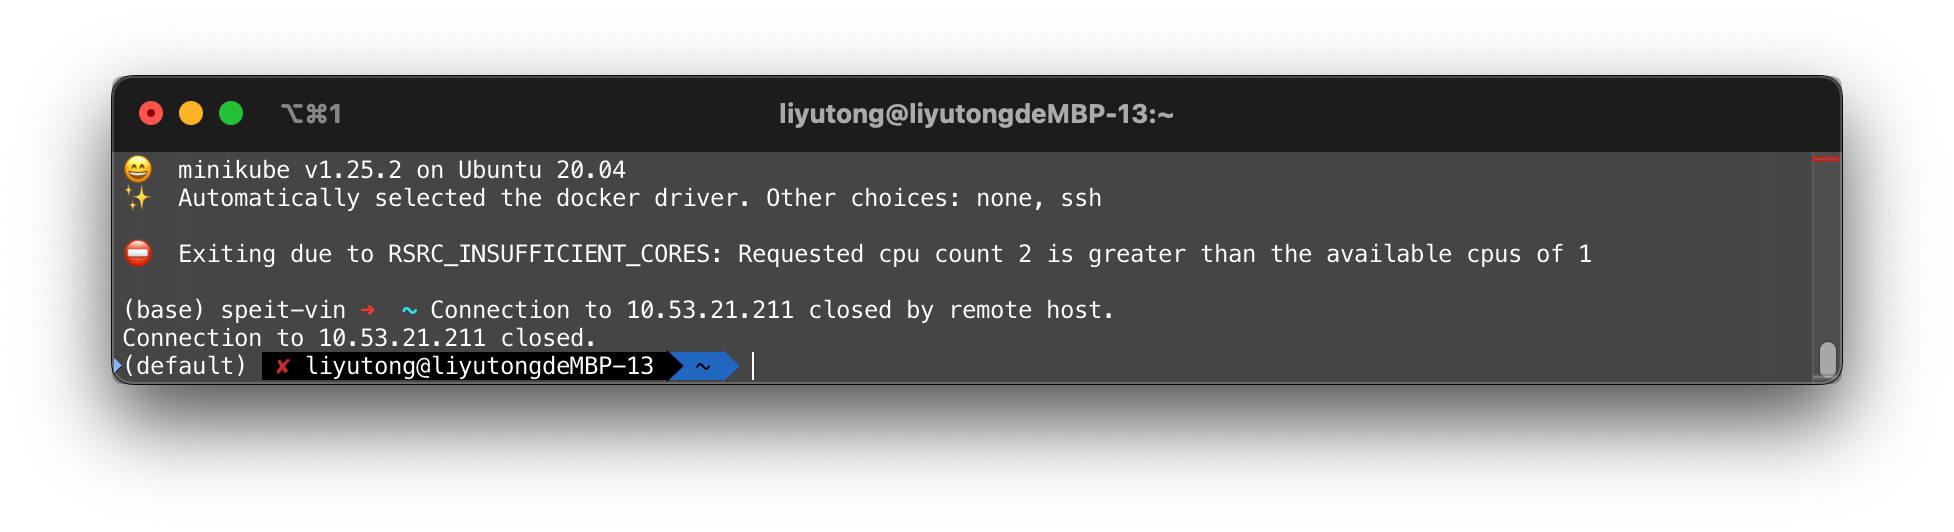 ⌥⌘1 liyutong@liyutongdeMBP-13:~
😄 minikube v1.25.2 on Ubuntu 20.04
✨ Automatically selected the docker driver. Other choices: none, ssh
⛔ Exiting due to RSRC_INSUFFICIENT_CORES: Requested cpu count 2 is greater than the available cpus of 1
(base) speit-vin ➜ ~ Connection to 10.53.21.211 closed by remote host.
Connection to 10.53.21.211 closed.
(default) ✘ liyutong@liyutongdeMBP-13 ~